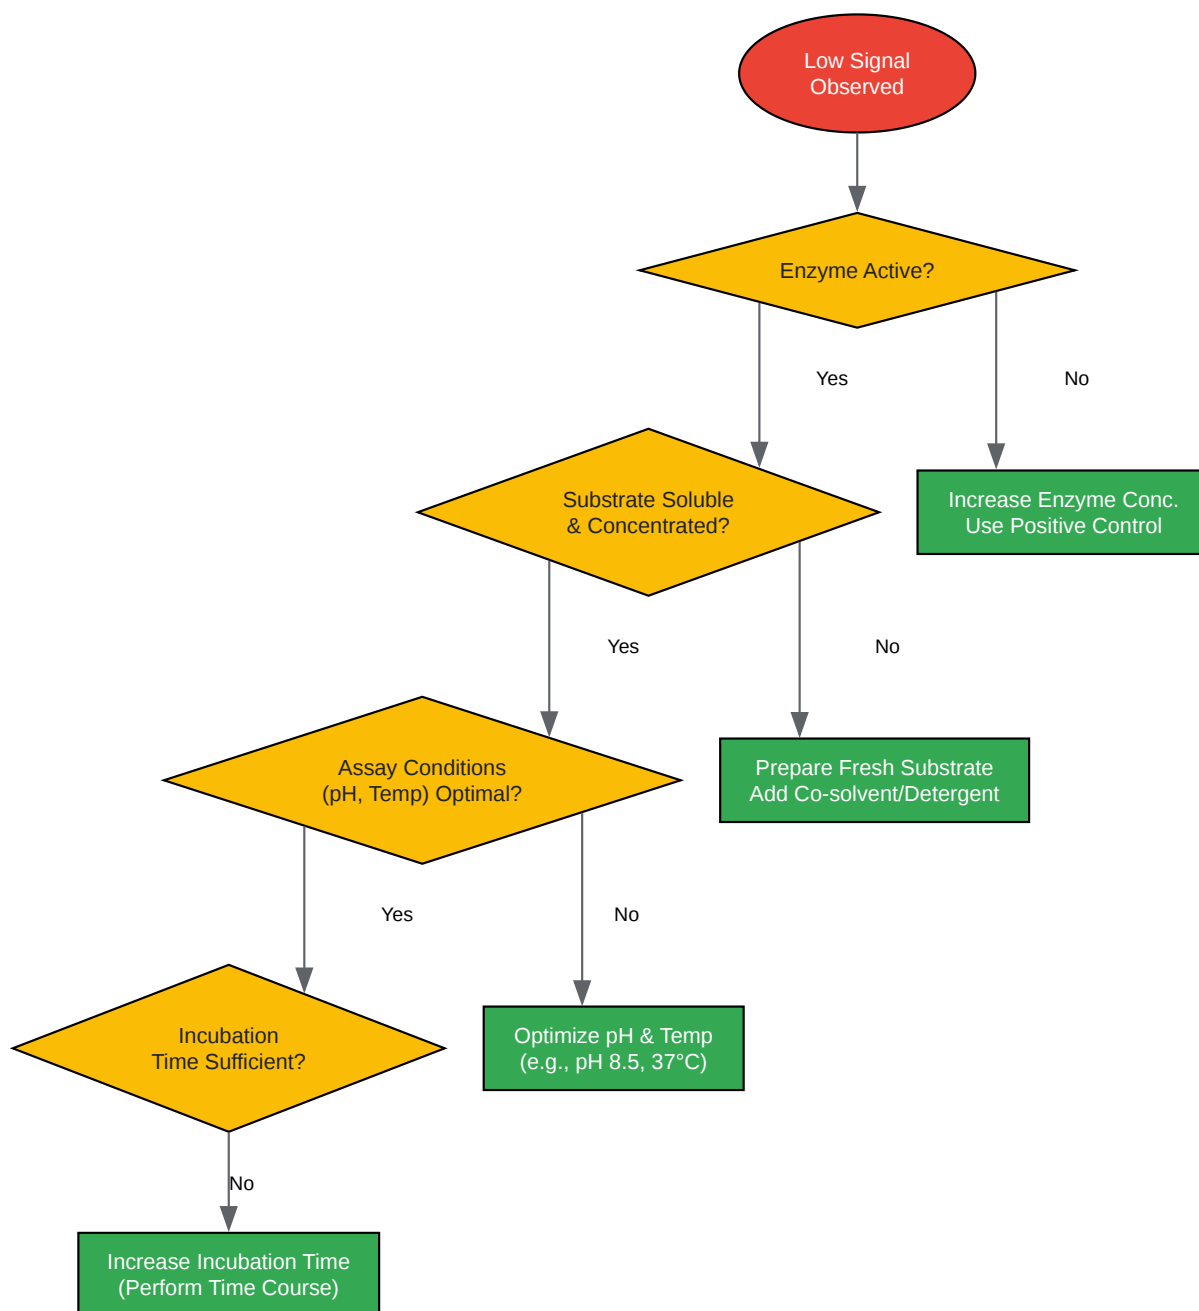 Low Signal
Observed
Enzyme Active?
Yes
No
Substrate Soluble
& Concentrated?
Increase Enzyme Conc.
Use Positive Control
Yes
No
Assay Conditions
(pH, Temp) Optimal?
Prepare Fresh Substrate
Add Co-solvent/Detergent
Yes
No
Incubation
Time Sufficient?
Optimize pH & Temp
(e.g., pH 8.5, 37°C)
No
Increase Incubation Time
(Perform Time Course)